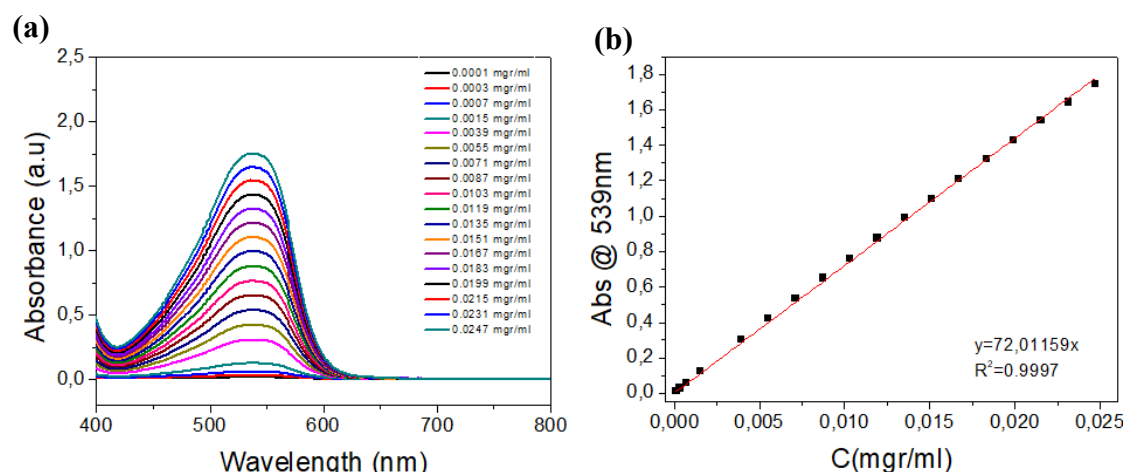 (a)
2,5
2,0
1,5
1,0
0,5
0,0
Absorbance (a.u)
400
500
600
700
800
Wavelength (nm)
0.0001 mgr/ml
0.0003 mgr/ml
0.0007 mgr/ml
0.0015 mgr/ml
0.0039 mgr/ml
0.0055 mgr/ml
0.0071 mgr/ml
0.0087 mgr/ml
0.0103 mgr/ml
0.0119 mgr/ml
0.0135 mgr/ml
0.0151 mgr/ml
0.0167 mgr/ml
0.0183 mgr/ml
0.0199 mgr/ml
0.0215 mgr/ml
0.0231 mgr/ml
0.0247 mgr/ml
(b)
1,8
1,6
1,4
1,2
1,0
0,8
0,6
0,4
0,2
0,0
Abs @ 539nm
y=72,01159x
R²=0.9997
0,000
0,005
0,010
0,015
0,020
0,025
C(mgr/ml)